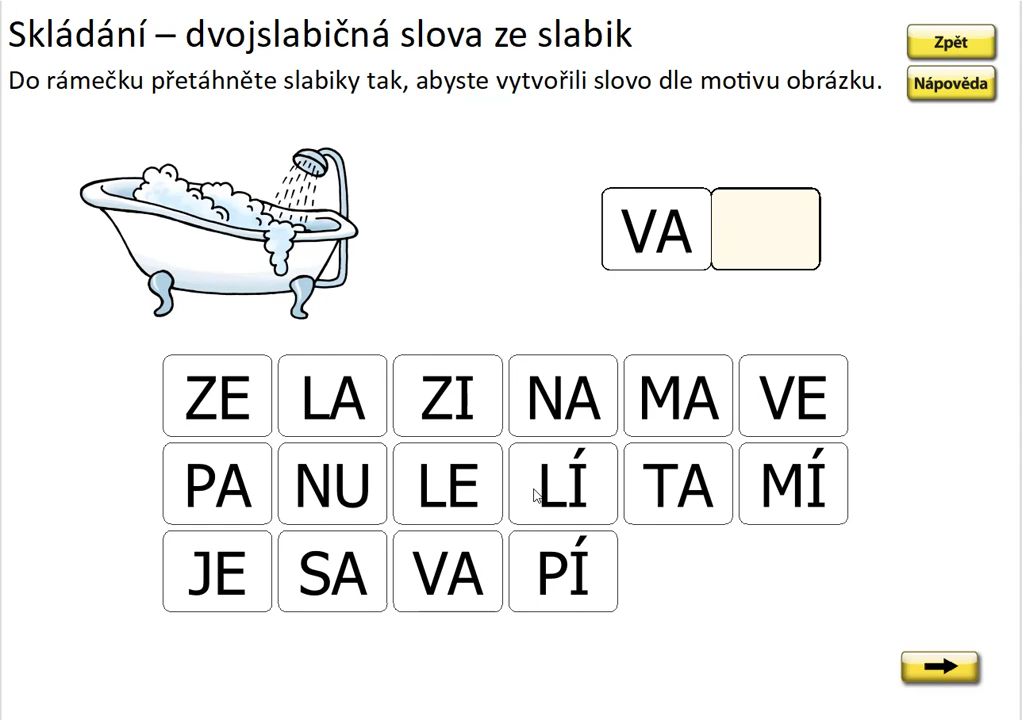 Skládání – dvojslabičná slova ze slabik
Zpět
Do rámečku přetáhněte slabiky tak, abyste vytvořili slovo dle motivu obrázku.
Nápověda
VA
ZE LA ZI NA MA VE
PA NU LE LÍ TA MÍ
JE SA VA PÍ